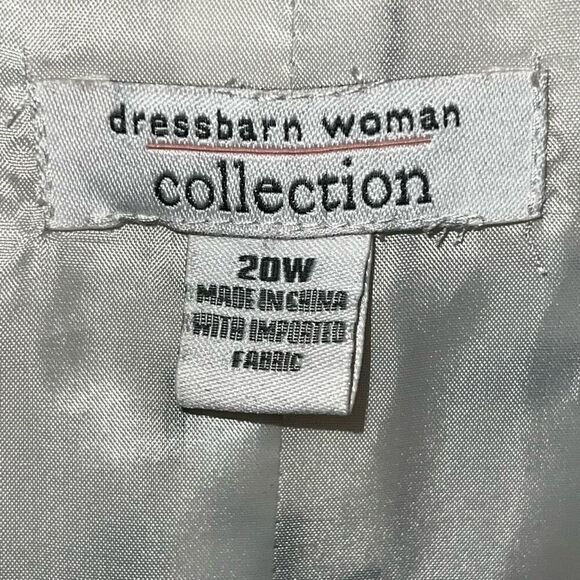 dressbarn woman
collection
20W
MADE IN CHINA
WITH IMPORTED
FABRIC